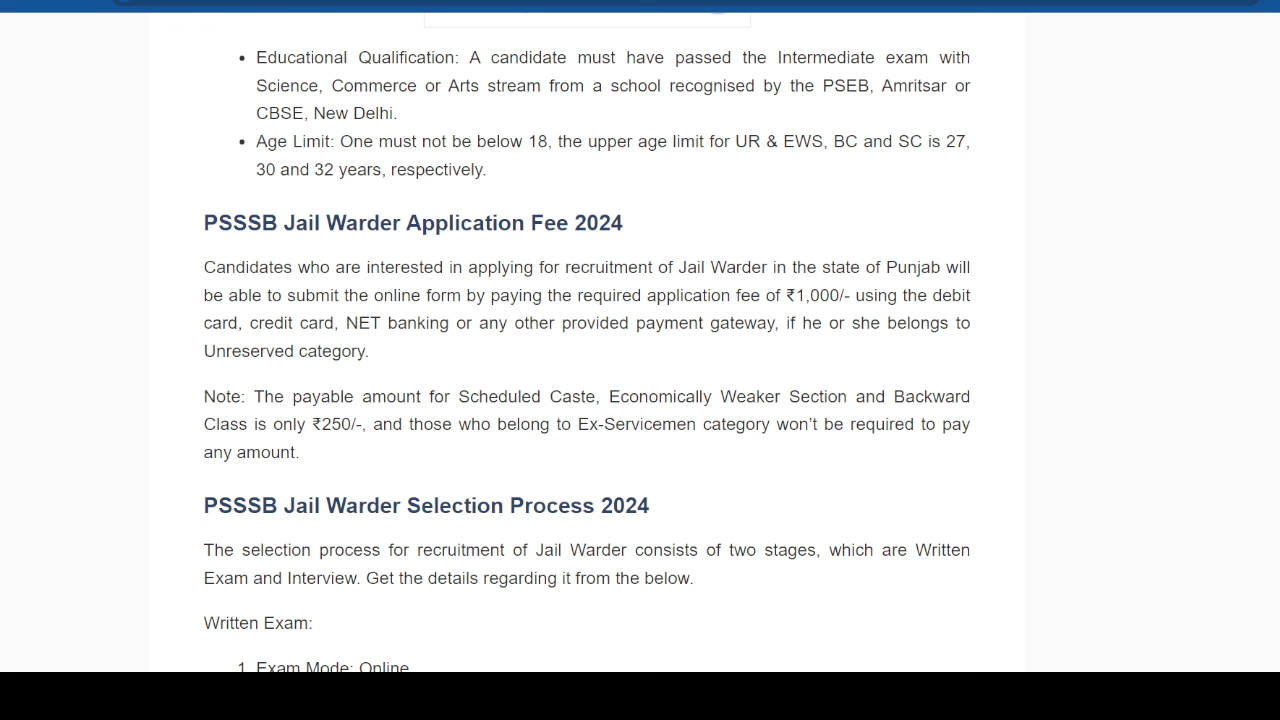 • Educational Qualification: A candidate must have passed the Intermediate exam with
Science, Commerce or Arts stream from a school recognised by the PSEB, Amritsar or
CBSE, New Delhi.
• Age Limit: One must not be below 18, the upper age limit for UR & EWS, BC and SC is 27,
30 and 32 years, respectively.
PSSSB Jail Warder Application Fee 2024
Candidates who are interested in applying for recruitment of Jail Warder in the state of Punjab will
be able to submit the online form by paying the required application fee of ₹1,000/- using the debit
card, credit card, NET banking or any other provided payment gateway, if he or she belongs to
Unreserved category.
Note: The payable amount for Scheduled Caste, Economically Weaker Section and Backward
Class is only ₹250/-, and those who belong to Ex-Servicemen category won’t be required to pay
any amount.
PSSSB Jail Warder Selection Process 2024
The selection process for recruitment of Jail Warder consists of two stages, which are Written
Exam and Interview. Get the details regarding it from the below.
Written Exam:
1. Exam Mode: Online